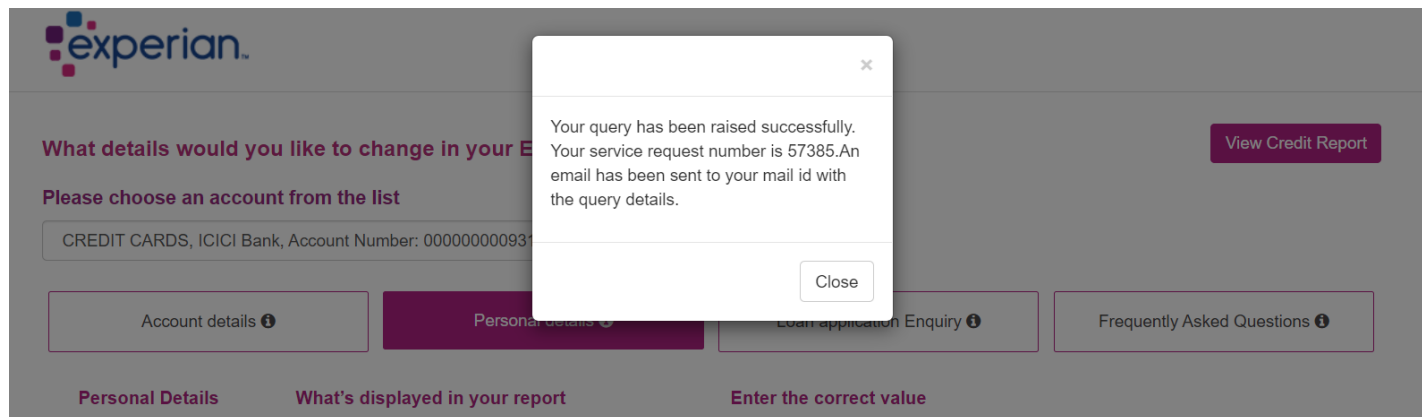 experian™
×
Your query has been raised successfully.
Your service request number is 57385.An
email has been sent to your mail id with
the query details.
Close
What details would you like to change in your E
View Credit Report
Please choose an account from the list
CREDIT CARDS, ICICI Bank, Account Number: 00000000093
Account details
Personal details
Loan application Enquiry
Frequently Asked Questions
Personal Details
What's displayed in your report
Enter the correct value